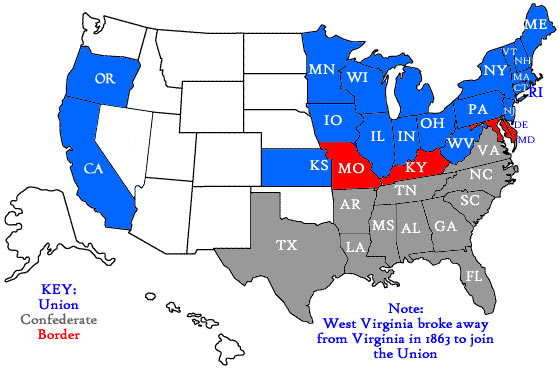 ME
VT
NH
OR
MN
WI
NY
MA
CT
RI
IO
PA
NJ
IL
IN
OH
DE
MD
CA
KS
MO
KY
WV
VA
NC
TN
SC
AR
MS
AL
GA
TX
LA
FL
KEY:
Union
Confederate
Border
Note:
West Virginia broke away
from Virginia in 1863 to join
the Union